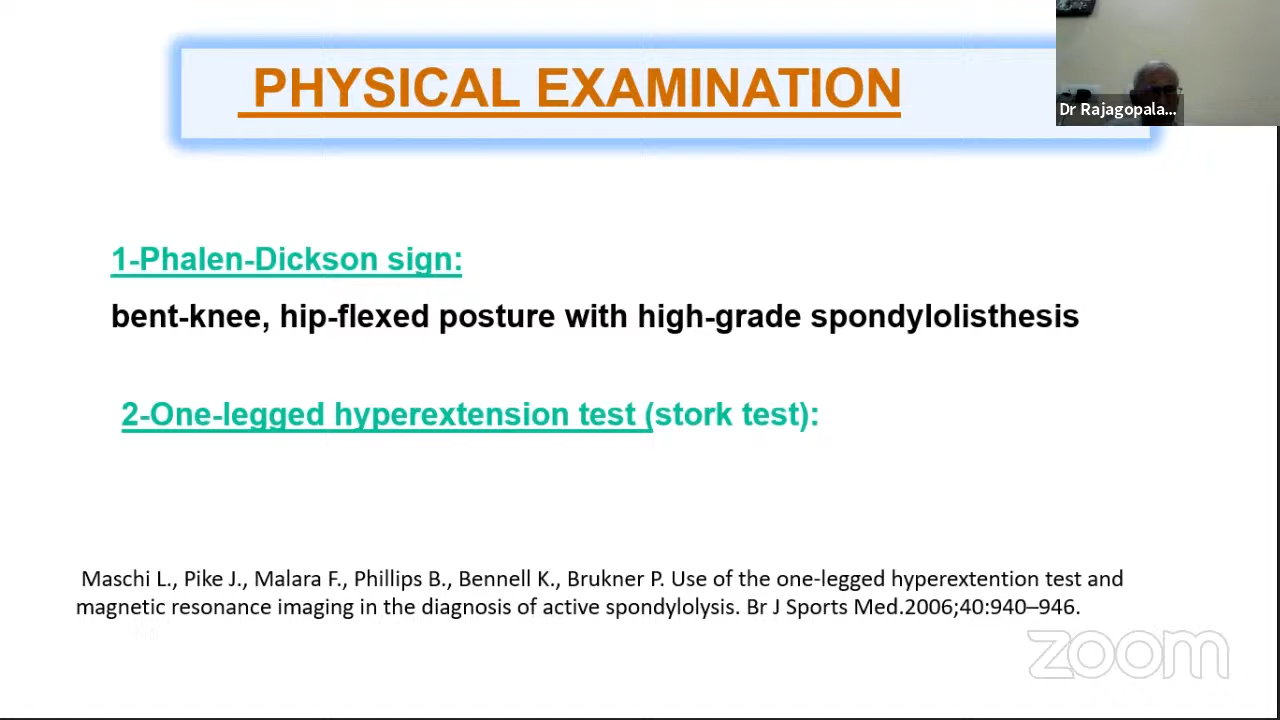 PHYSICAL EXAMINATION
Dr Rajagopala...
1-Phalen-Dickson sign:
bent-knee, hip-flexed posture with high-grade spondylolisthesis
2-One-legged hyperextension test (stork test):
Maschi L., Pike J., Malara F., Phillips B., Bennell K., Brukner P. Use of the one-legged hyperextention test and
magnetic resonance imaging in the diagnosis of active spondylolysis. Br J Sports Med.2006;40:940–946.
zoom